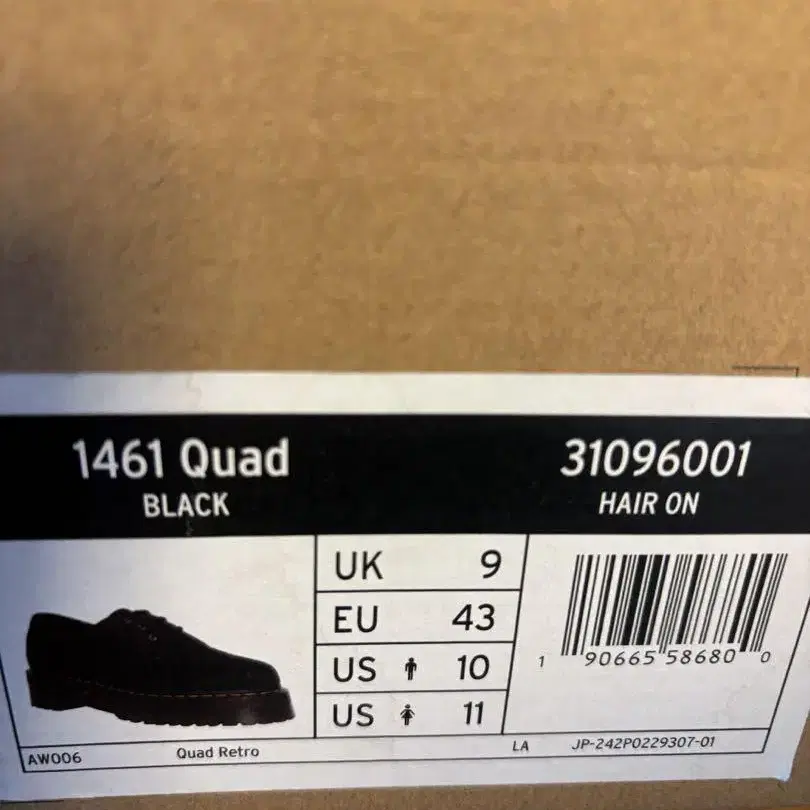 1461 Quad
BLACK
31096001
HAIR ON
UK 9
EU 43
US 10
US 11
1 90665 58680 0
AW006
Quad Retro
LA
JP-242P0229307-01